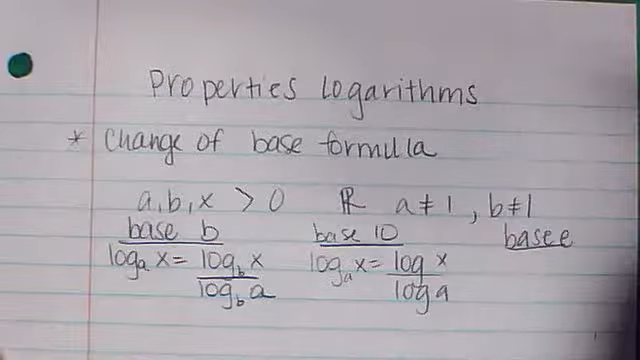 Properties Logarithms
* Change of base formula
a, b, x > 0 ℝ a ≠ 1, b ≠ 1
base b base 10 base e
logₐ x = log_b x / log_b a logₐ x = log x / log a